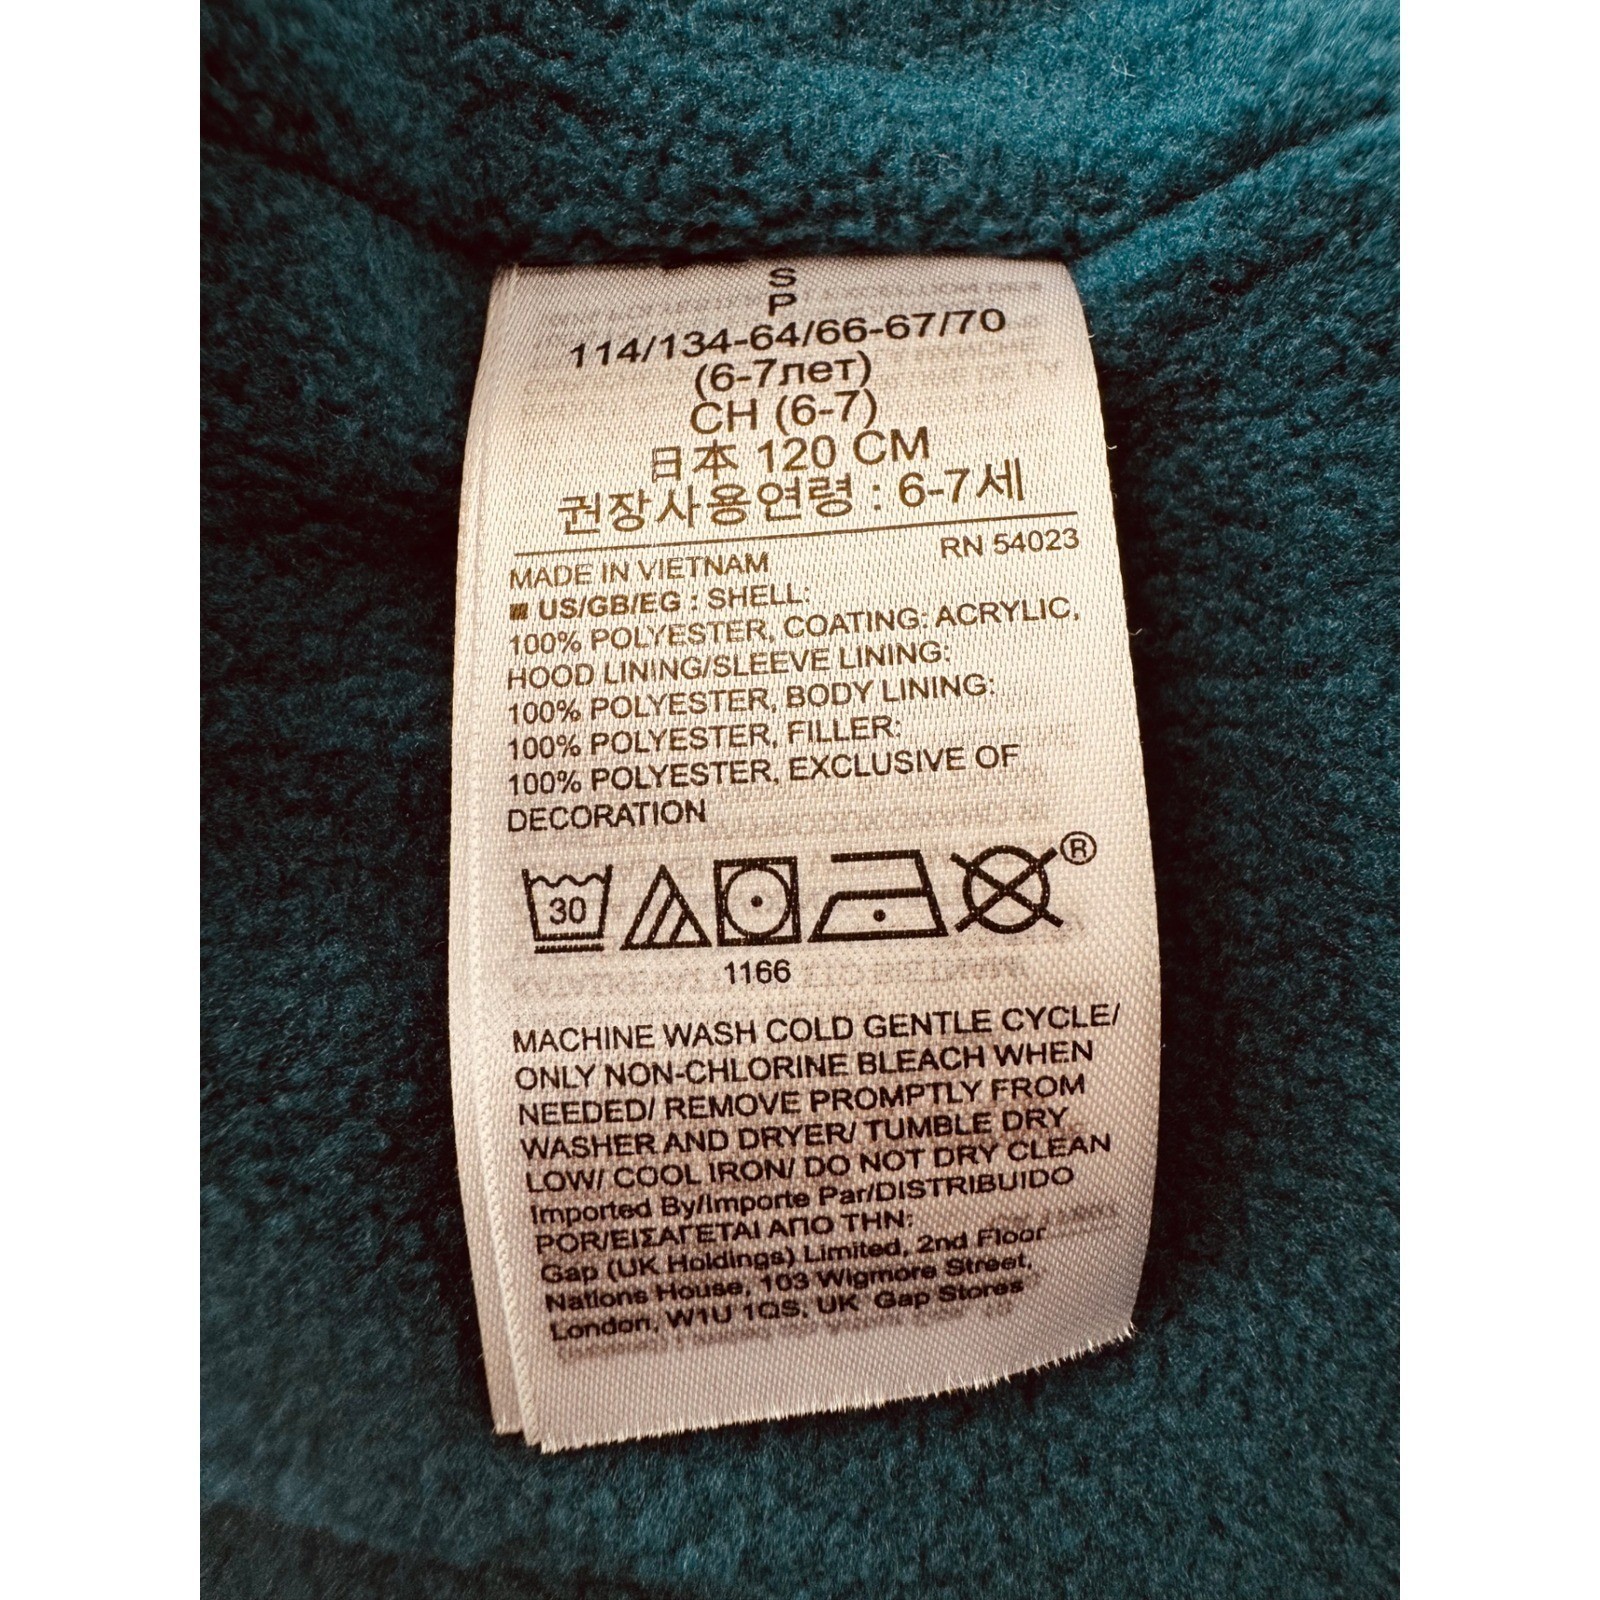 S
P
114/134-64/66-67/70
(6-7лет)
CH (6-7)
日本 120 CM
권장사용연령 : 6-7세
RN 54023
MADE IN VIETNAM
■ US/GB/EG : SHELL:
100% POLYESTER, COATING: ACRYLIC,
HOOD LINING/SLEEVE LINING:
100% POLYESTER, BODY LINING:
100% POLYESTER, FILLER:
100% POLYESTER, EXCLUSIVE OF
DECORATION
30
®
1166
MACHINE WASH COLD GENTLE CYCLE/
ONLY NON-CHLORINE BLEACH WHEN
NEEDED/ REMOVE PROMPTLY FROM
WASHER AND DRYER/ TUMBLE DRY
LOW/ COOL IRON/ DO NOT DRY CLEAN
Imported By/Importe Par/DISTRIBUIDO
POR/ΕΙΣΑΓΕΤΑΙ ΑΠΟ ΤΗΝ:
Gap (UK Holdings) Limited, 2nd Floor
Nations House, 103 Wigmore Street,
London, W1U 1QS, UK Gap Stores